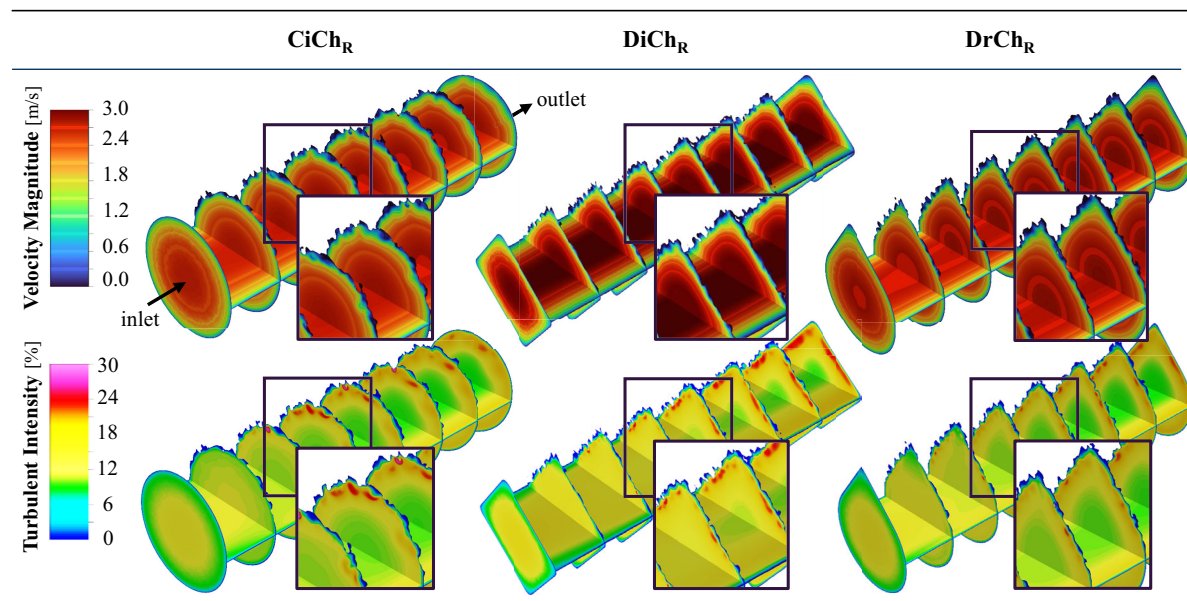 CiCh_R DiCh_R DrCh_R
Velocity Magnitude [m/s]
3.0
2.4
1.8
1.2
0.6
0.0
outlet
inlet
Turbulent Intensity [%]
30
24
18
12
6
0